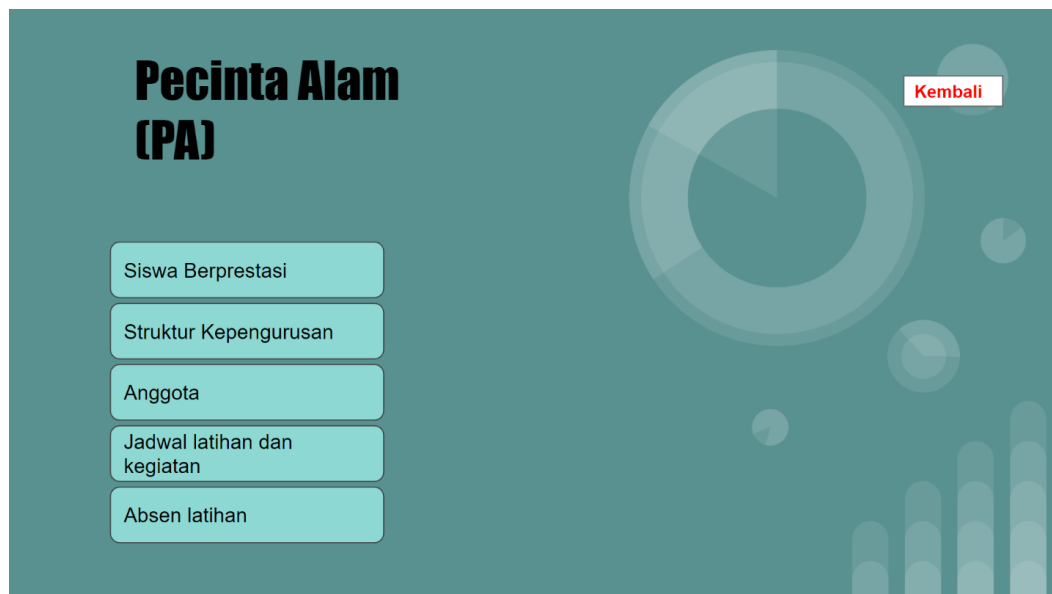 Pecinta Alam
(PA)
Kembali
Siswa Berprestasi
Struktur Kepengurusan
Anggota
Jadwal latihan dan
kegiatan
Absen latihan